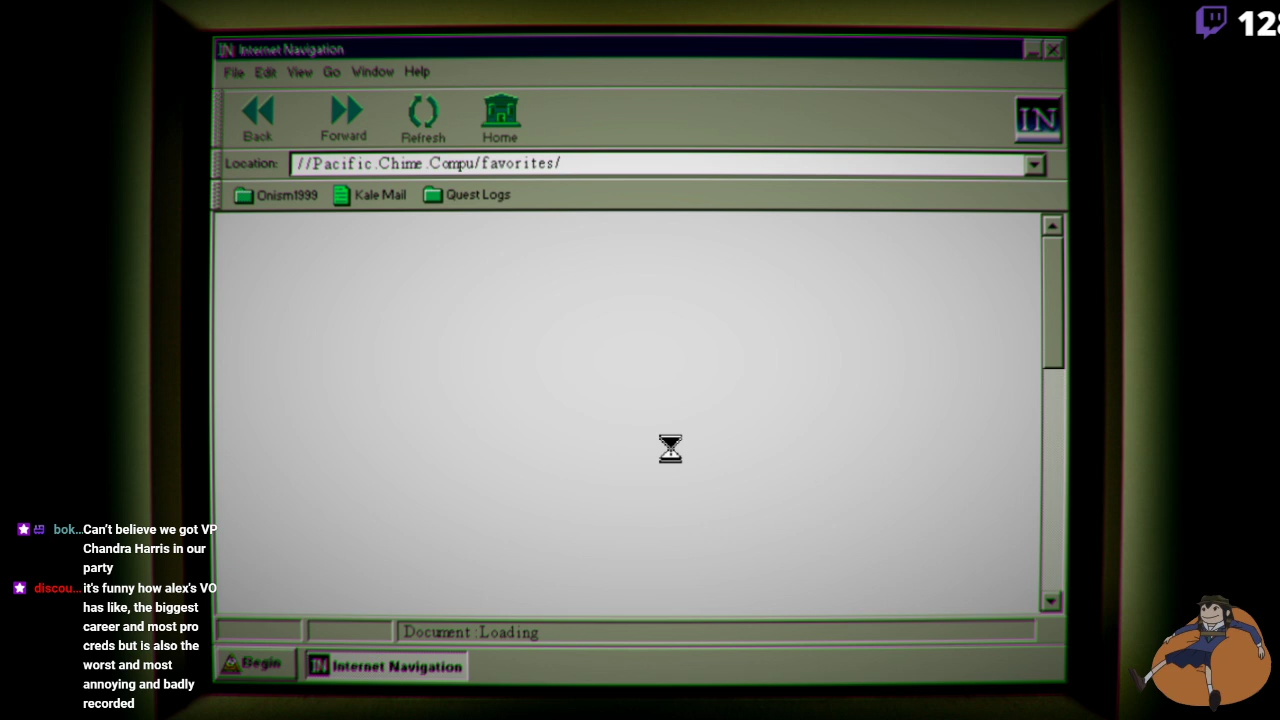 128
IN Internet Navigation
File Edit View Go Window Help
Back Forward Refresh Home
IN
Location: //Pacific.Chime.Compu/favorites/
Onism1999 Kale Mail Quest Logs
Document:Loading
Begin IN Internet Navigation
bok... Can't believe we got VP
Chandra Harris in our
party
discou... it's funny how alex's VO
has like, the biggest
career and most pro
creds but is also the
worst and most
annoying and badly
recorded